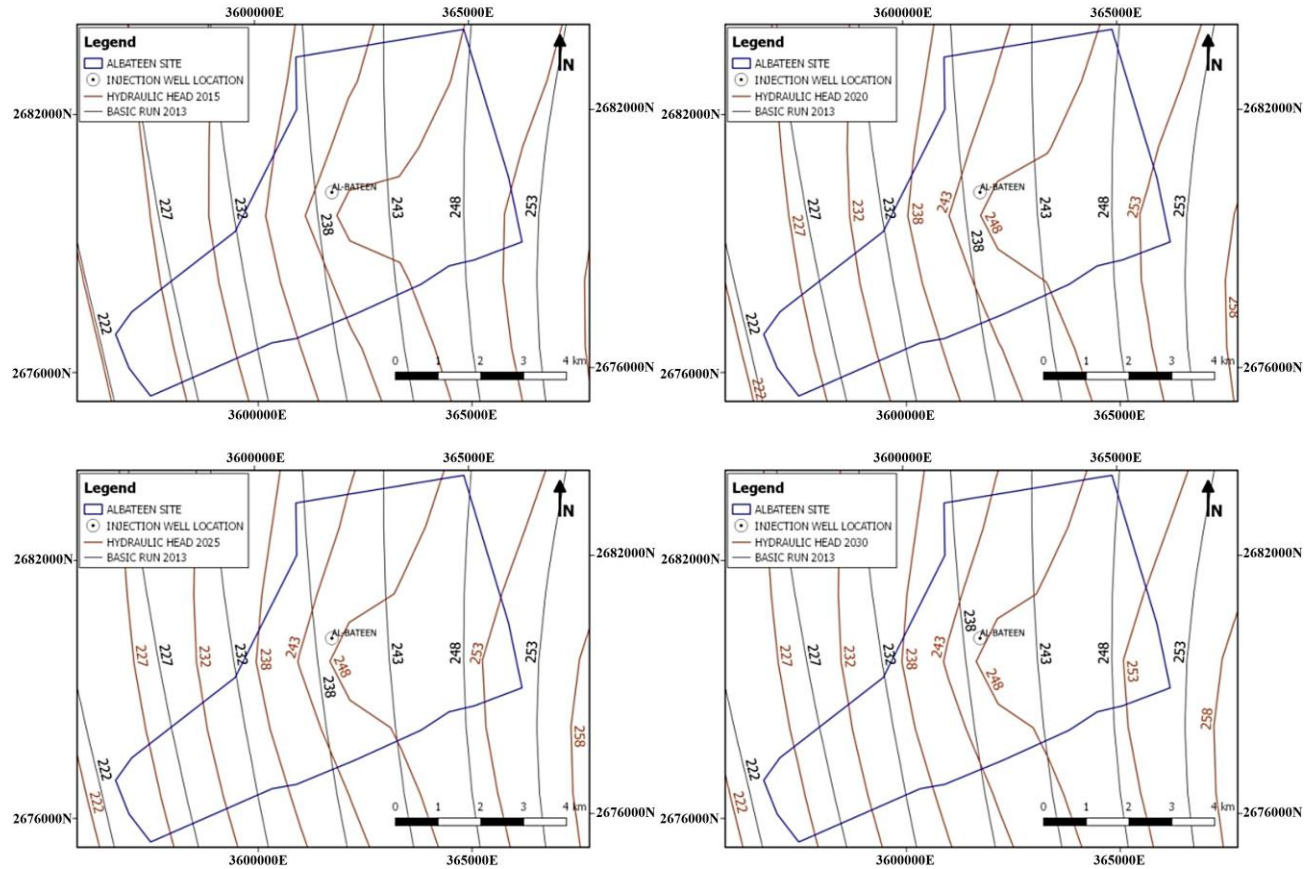 3600000E 365000E
Legend
ALBATEEN SITE
INJECTION WELL LOCATION
HYDRAULIC HEAD 2015
BASIC RUN 2013
N
2682000N 2682000N
AL-BATEEN
227 232 238 243 248 253
222
0 1 2 3 4 km
2676000N 2676000N
3600000E 365000E
3600000E 365000E
Legend
ALBATEEN SITE
INJECTION WELL LOCATION
HYDRAULIC HEAD 2020
BASIC RUN 2013
N
2682000N
AL-BATEEN
227 227 232 232 238 243 238 248 243 248 253 253
222 222 258
0 1 2 3 4 km
2676000N
3600000E 365000E
3600000E 365000E
Legend
ALBATEEN SITE
INJECTION WELL LOCATION
HYDRAULIC HEAD 2025
BASIC RUN 2013
N
2682000N 2682000N
AL-BATEEN
227 227 232 232 238 243 238 248 243 248 253 253
222 222 258
0 1 2 3 4 km
2676000N 2676000N
3600000E 365000E
3600000E 365000E
Legend
ALBATEEN SITE
INJECTION WELL LOCATION
HYDRAULIC HEAD 2030
BASIC RUN 2013
N
2682000N
AL-BATEEN
227 227 232 232 238 243 238 248 243 248 253 253
222 222 258
0 1 2 3 4 km
2676000N
3600000E 365000E